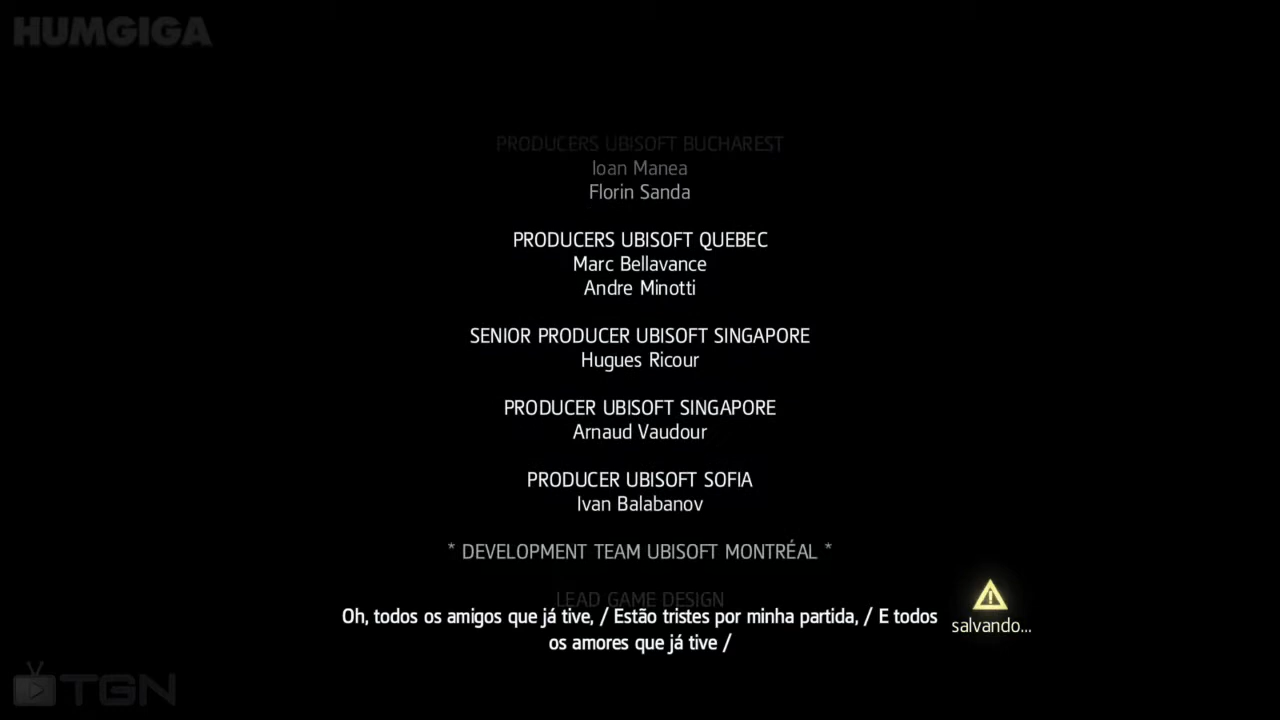 HUMGIGA
PRODUCERS UBISOFT BUCHAREST
Ioan Manea
Florin Sanda
PRODUCERS UBISOFT QUEBEC
Marc Bellavance
Andre Minotti
SENIOR PRODUCER UBISOFT SINGAPORE
Hugues Ricour
PRODUCER UBISOFT SINGAPORE
Arnaud Vaudour
PRODUCER UBISOFT SOFIA
Ivan Balabanov
* DEVELOPMENT TEAM UBISOFT MONTRÉAL *
LEAD GAME DESIGN
Oh, todos os amigos que já tive, / Estão tristes por minha partida, / E todos
os amores que já tive /
salvando...
TGN